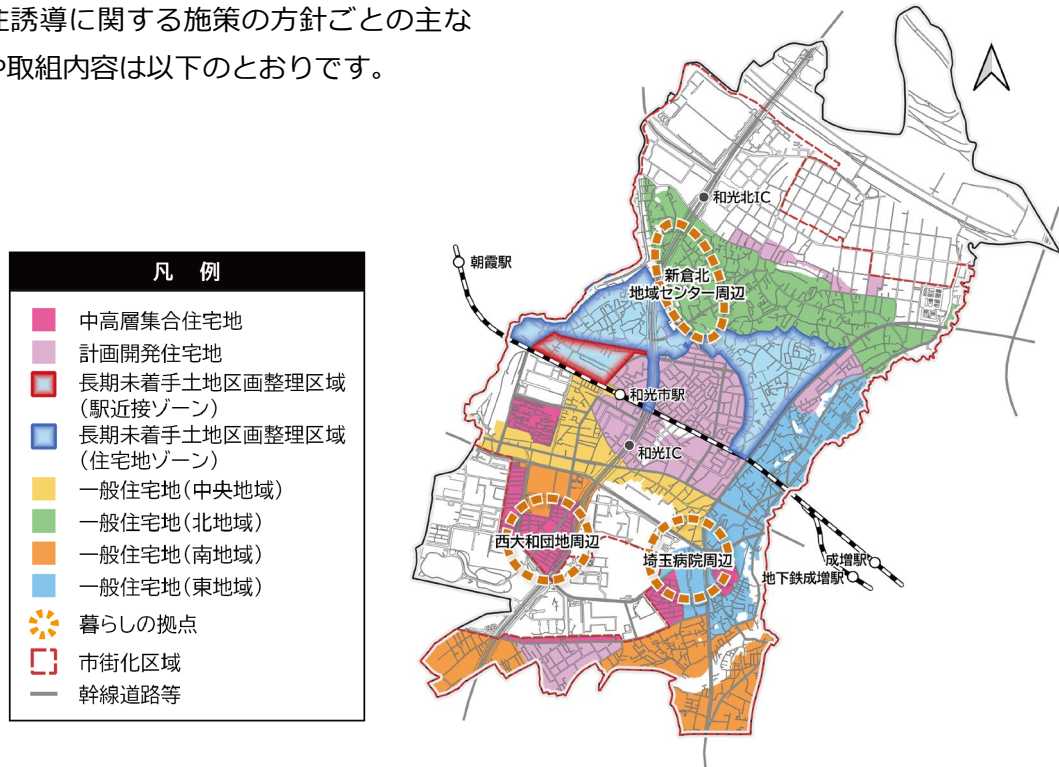 住誘導に関する施策の方針ごとの主な
や取組内容は以下のとおりです。
凡 例
中高層集合住宅地
計画開発住宅地
長期未着手土地区画整理区域
(駅近接ゾーン)
長期未着手土地区画整理区域
(住宅地ゾーン)
一般住宅地(中央地域)
一般住宅地(北地域)
一般住宅地(南地域)
一般住宅地(東地域)
暮らしの拠点
市街化区域
幹線道路等
和光北IC
朝霞駅
新倉北
地域センター周辺
和光市駅
和光IC
西大和団地周辺
埼玉病院周辺
成増駅
地下鉄成増駅